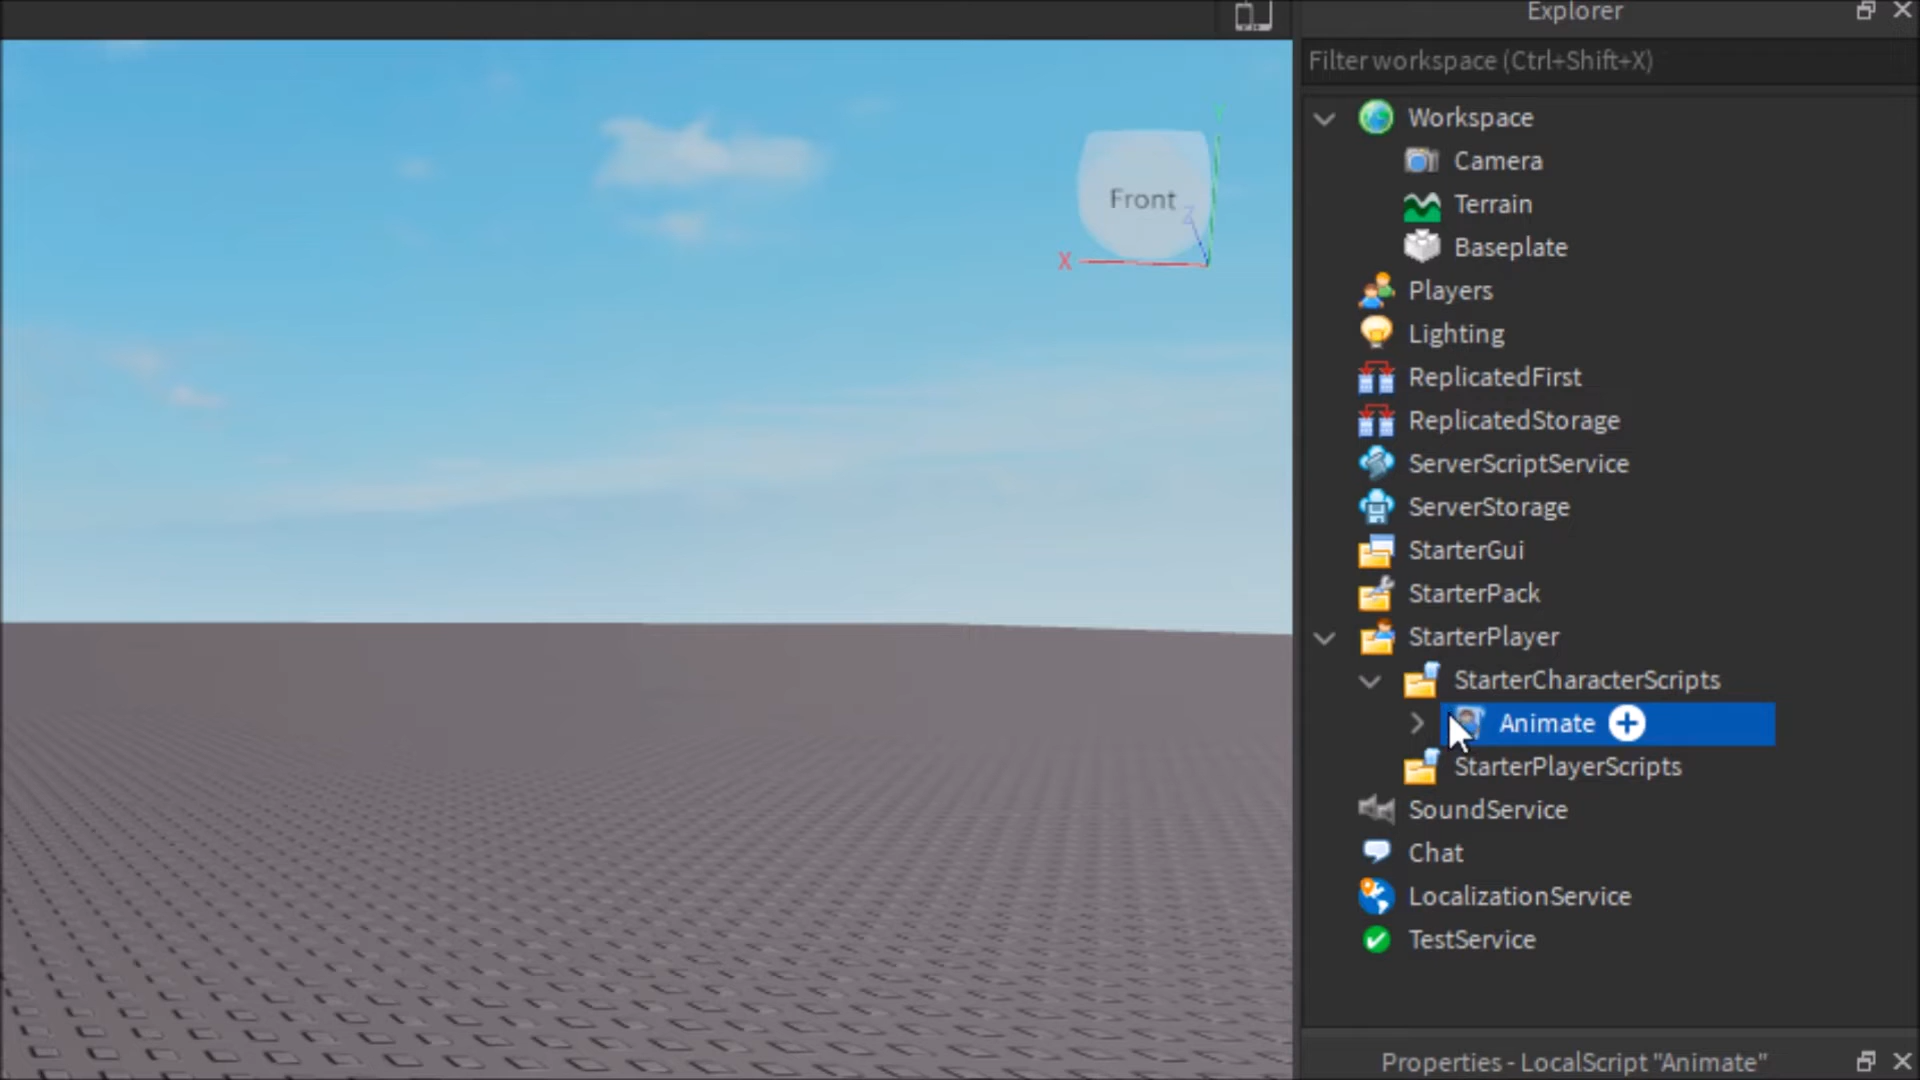 Explorer
Filter workspace (Ctrl+Shift+X)
Workspace
Camera
Terrain
Baseplate
Players
Lighting
ReplicatedFirst
ReplicatedStorage
ServerScriptService
ServerStorage
StarterGui
StarterPack
StarterPlayer
StarterCharacterScripts
Animate
StarterPlayerScripts
SoundService
Chat
LocalizationService
TestService
Properties - LocalScript "Animate"
Y
Front
Z
X